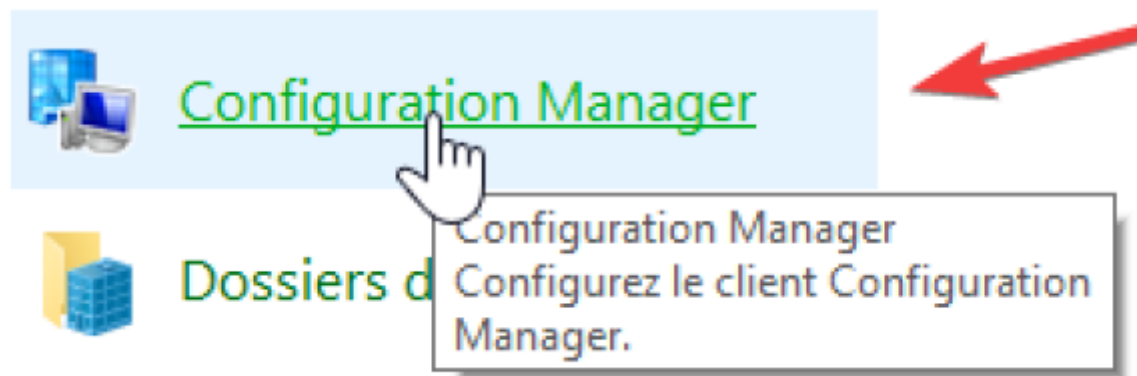 Configuration Manager
Configuration Manager
Dossiers d
Configurez le client Configuration
Manager.